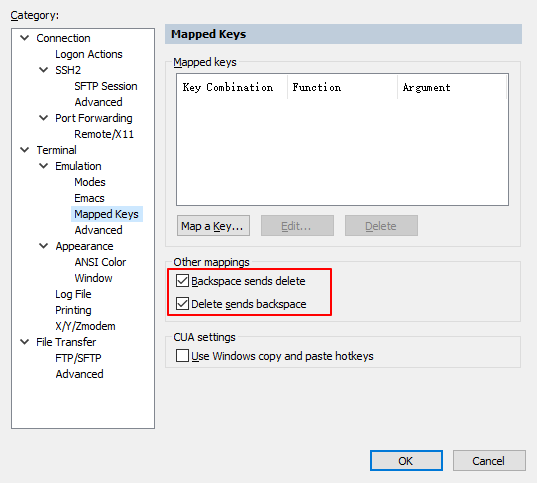 Category:
Connection
Logon Actions
SSH2
SFTP Session
Advanced
Port Forwarding
Remote/X11
Terminal
Emulation
Modes
Emacs
Mapped Keys
Advanced
Appearance
ANSI Color
Window
Log File
Printing
X/Y/Zmodem
File Transfer
FTP/SFTP
Advanced
Mapped Keys
Mapped keys
Key Combination Function Argument
Map a Key... Edit... Delete
Other mappings
Backspace sends delete
Delete sends backspace
CUA settings
Use Windows copy and paste hotkeys
OK Cancel